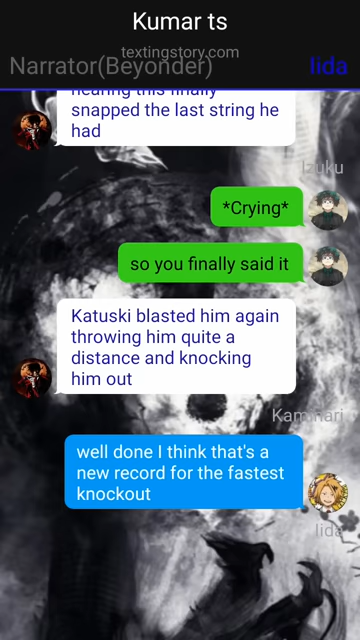 Kumar ts
textingstory.com
Narrator(Beyonder)
Iida
hearing this finally
snapped the last string he
had
Izuku
*Crying*
so you finally said it
Katuski blasted him again
throwing him quite a
distance and knocking
him out
Kaminari
well done I think that's a
new record for the fastest
knockout
Iida